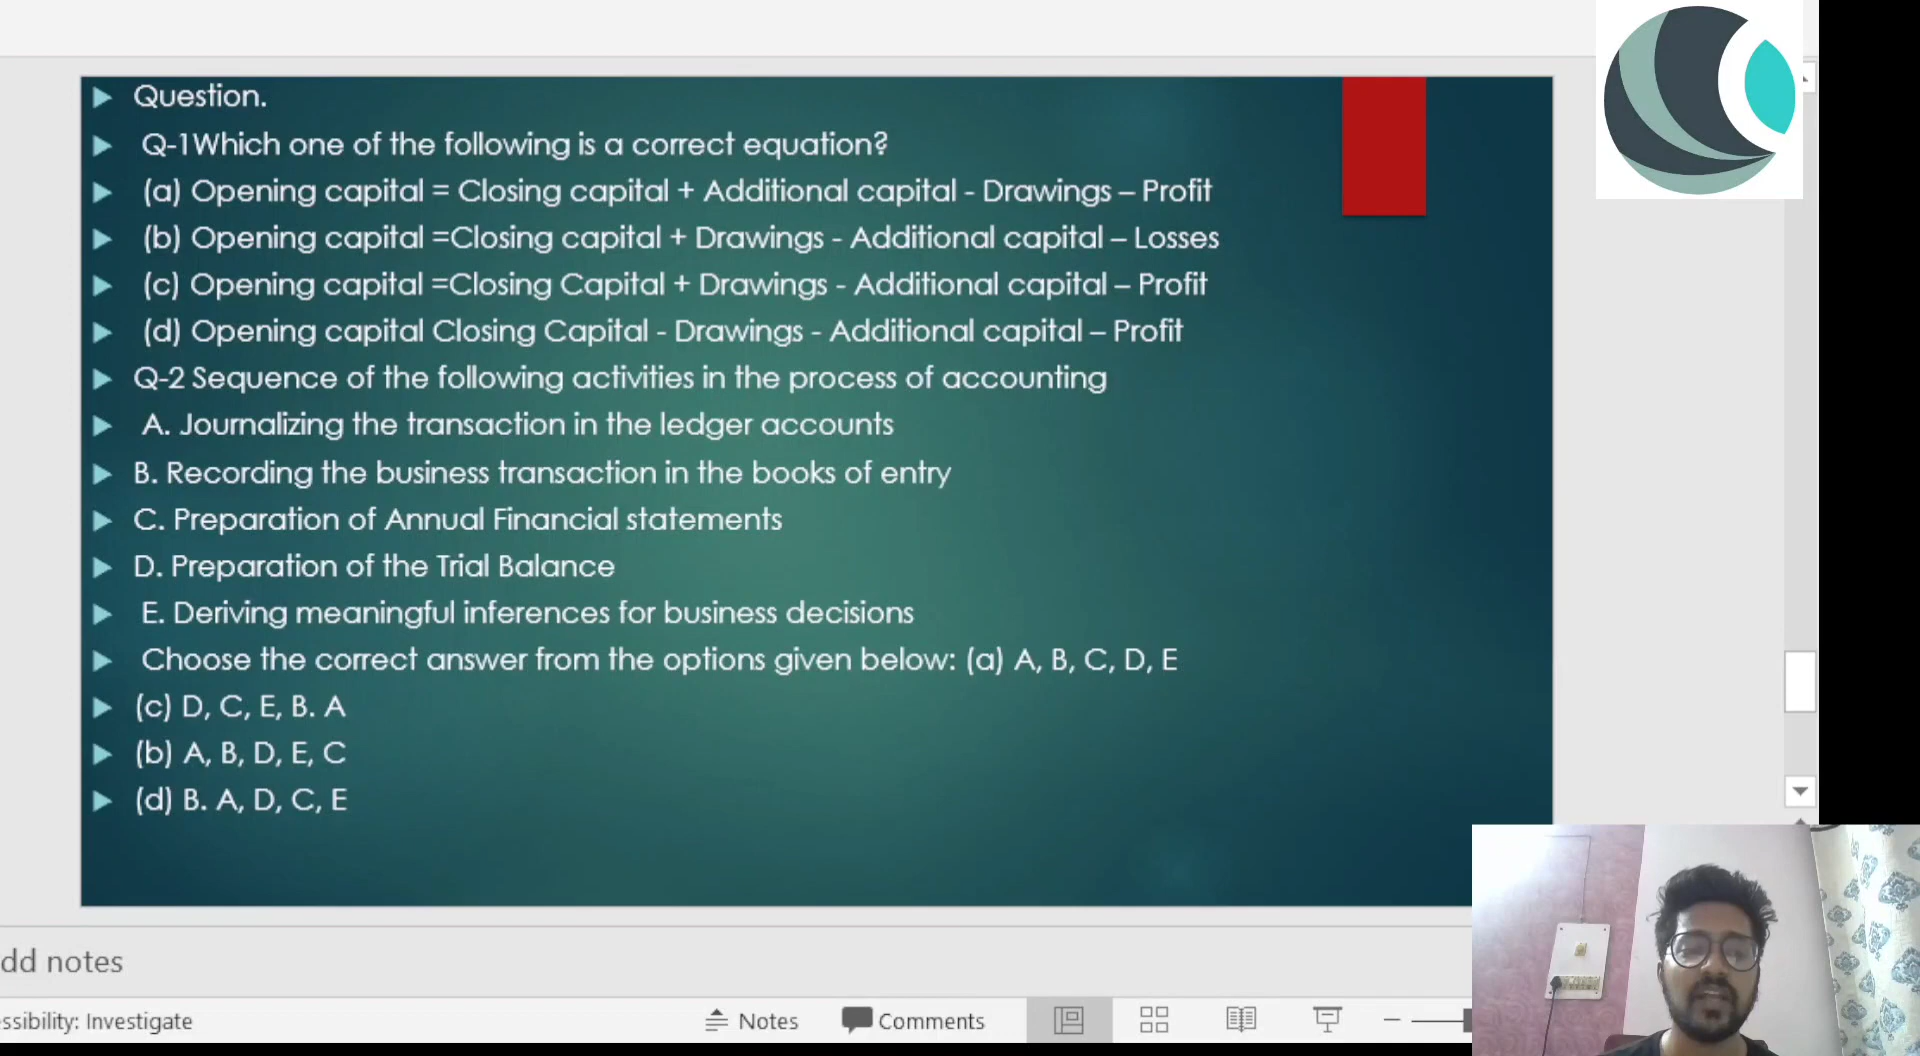 Question.
Q-1Which one of the following is a correct equation?
(a) Opening capital = Closing capital + Additional capital - Drawings – Profit
(b) Opening capital =Closing capital + Drawings - Additional capital – Losses
(c) Opening capital =Closing Capital + Drawings - Additional capital – Profit
(d) Opening capital Closing Capital - Drawings - Additional capital – Profit
Q-2 Sequence of the following activities in the process of accounting
A. Journalizing the transaction in the ledger accounts
B. Recording the business transaction in the books of entry
C. Preparation of Annual Financial statements
D. Preparation of the Trial Balance
E. Deriving meaningful inferences for business decisions
Choose the correct answer from the options given below: (a) A, B, C, D, E
(c) D, C, E, B. A
(b) A, B, D, E, C
(d) B. A, D, C, E
dd notes
ssibility: Investigate
Notes
Comments